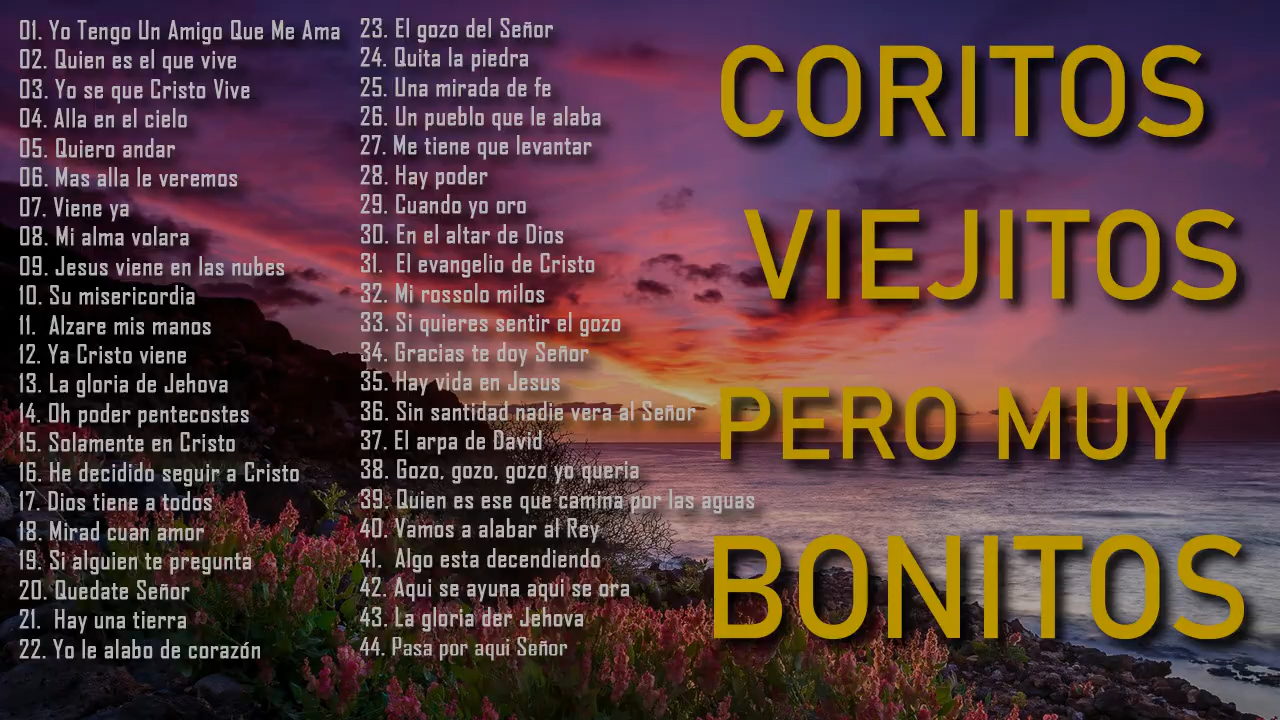 01. Yo Tengo Un Amigo Que Me Ama
02. Quien es el que vive
03. Yo se que Cristo Vive
04. Alla en el cielo
05. Quiero andar
06. Mas alla le veremos
07. Viene ya
08. Mi alma volara
09. Jesus viene en las nubes
10. Su misericordia
11. Alzare mis manos
12. Ya Cristo viene
13. La gloria de Jehova
14. Oh poder pentecostes
15. Solamente en Cristo
16. He decidido seguir a Cristo
17. Dios tiene a todos
18. Mirad cuan amor
19. Si alguien te pregunta
20. Quedate Señor
21. Hay una tierra
22. Yo le alabo de corazón
23. El gozo del Señor
24. Quita la piedra
25. Una mirada de fe
26. Un pueblo que le alaba
27. Me tiene que levantar
28. Hay poder
29. Cuando yo oro
30. En el altar de Dios
31. El evangelio de Cristo
32. Mi rossolo milos
33. Si quieres sentir el gozo
34. Gracias te doy Señor
35. Hay vida en Jesus
36. Sin santidad nadie vera al Señor
37. El arpa de David
38. Gozo, gozo, gozo yo queria
39. Quien es ese que camina por las aguas
40. Vamos a alabar al Rey
41. Algo esta decendiendo
42. Aqui se ayuna aqui se ora
43. La gloria der Jehova
44. Pasa por aqui Señor
CORITOS
VIEJITOS
PERO MUY
BONITOS